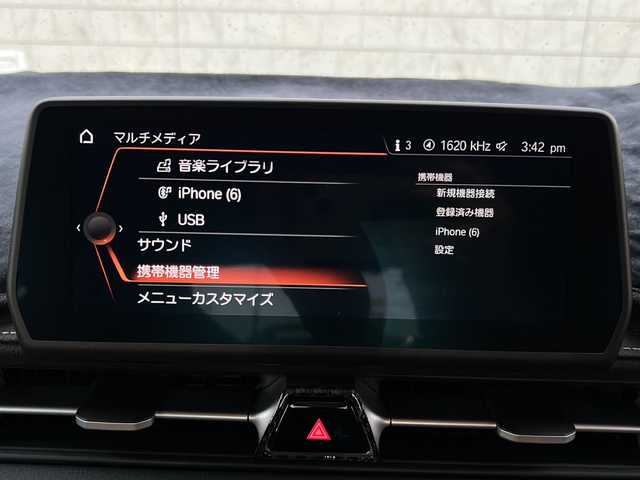 マルチメディア
3 1620 kHz 3:42 pm
音楽ライブラリ
iPhone (6)
USB
サウンド
携帯機器管理
メニューカスタマイズ
携帯機器
新規機器接続
登録済み機器
iPhone (6)
設定